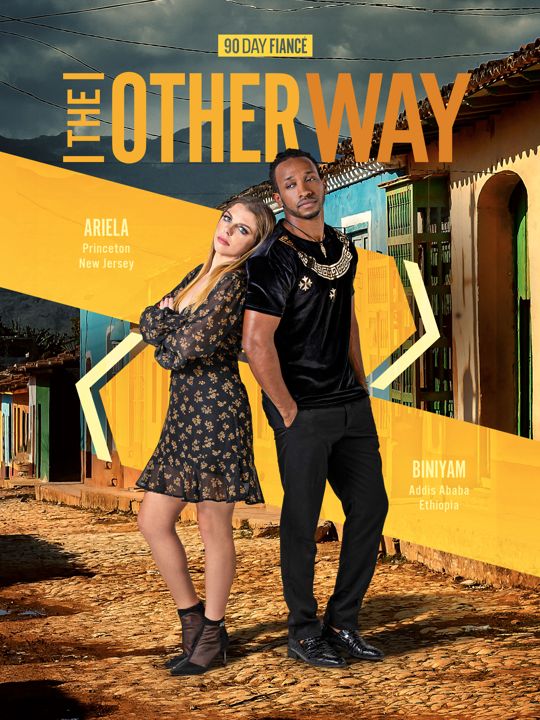 90 DAY FIANCÉ
THE OTHER WAY
ARIELA
Princeton
New Jersey
BINIYAM
Addis Ababa
Ethiopia